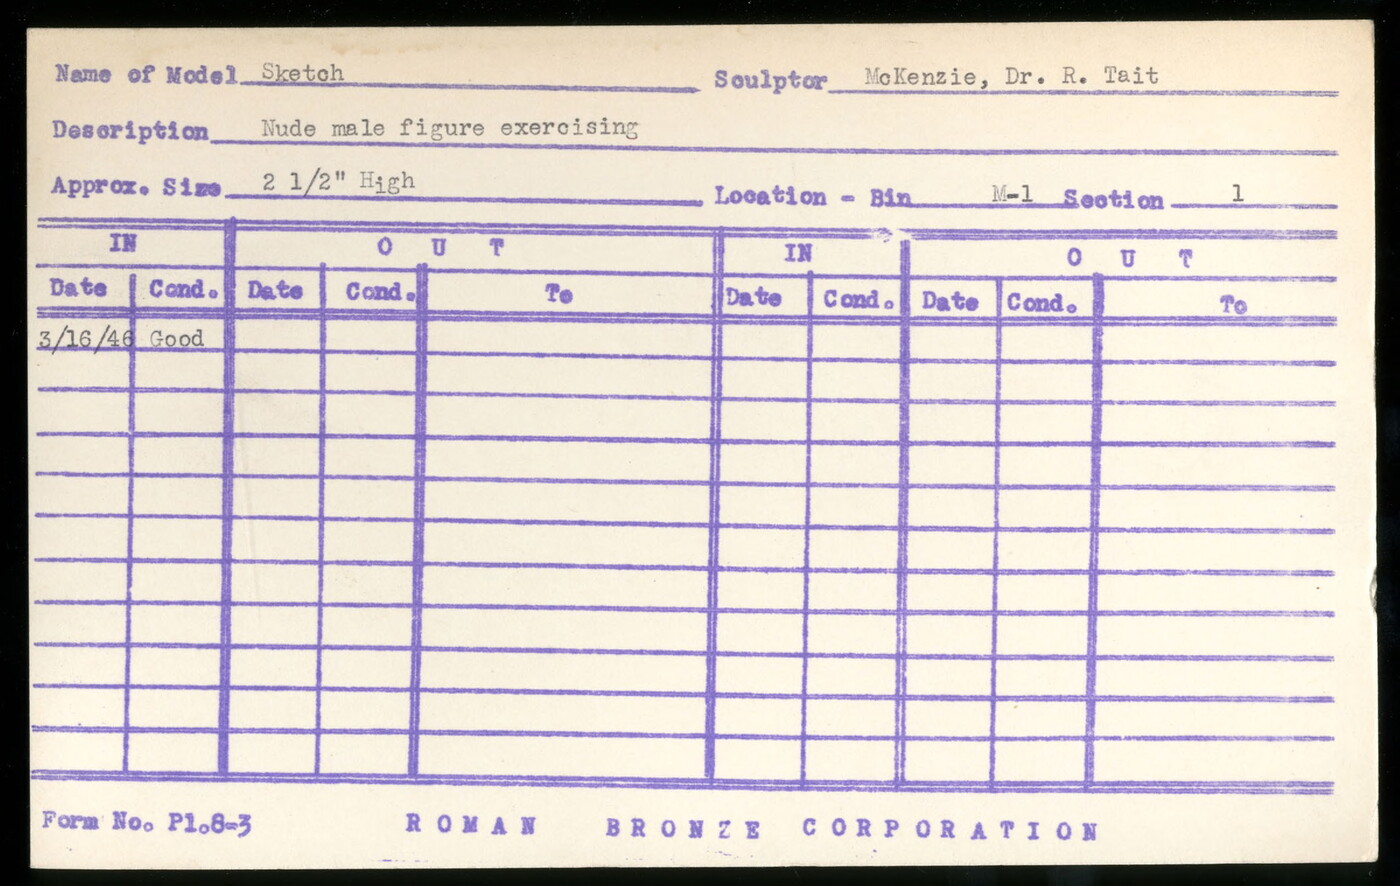 Name of Model Sketch Sculptor McKenzie, Dr. R. Tait
Description Nude male figure exercising
Approx. Size 2 1/2" High Location - Bin M-1 Section 1
IN O U T IN O U T
Date Cond. Date Cond. To Date Cond. Date Cond. To
3/16/46 Good
Form No. P1.8-3 ROMAN BRONZE CORPORATION